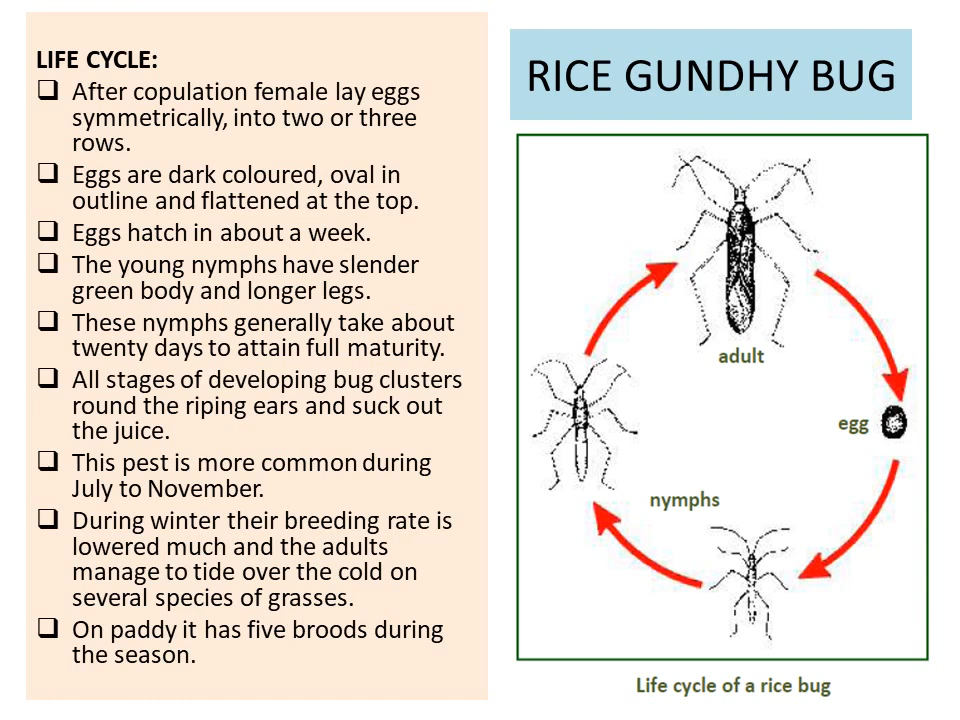 LIFE CYCLE:
❑ After copulation female lay eggs
symmetrically, into two or three
rows.
❑ Eggs are dark coloured, oval in
outline and flattened at the top.
❑ Eggs hatch in about a week.
❑ The young nymphs have slender
green body and longer legs.
❑ These nymphs generally take about
twenty days to attain full maturity.
❑ All stages of developing bug clusters
round the riping ears and suck out
the juice.
❑ This pest is more common during
July to November.
❑ During winter their breeding rate is
lowered much and the adults
manage to tide over the cold on
several species of grasses.
❑ On paddy it has five broods during
the season.
RICE GUNDHY BUG
adult
egg
nymphs
Life cycle of a rice bug